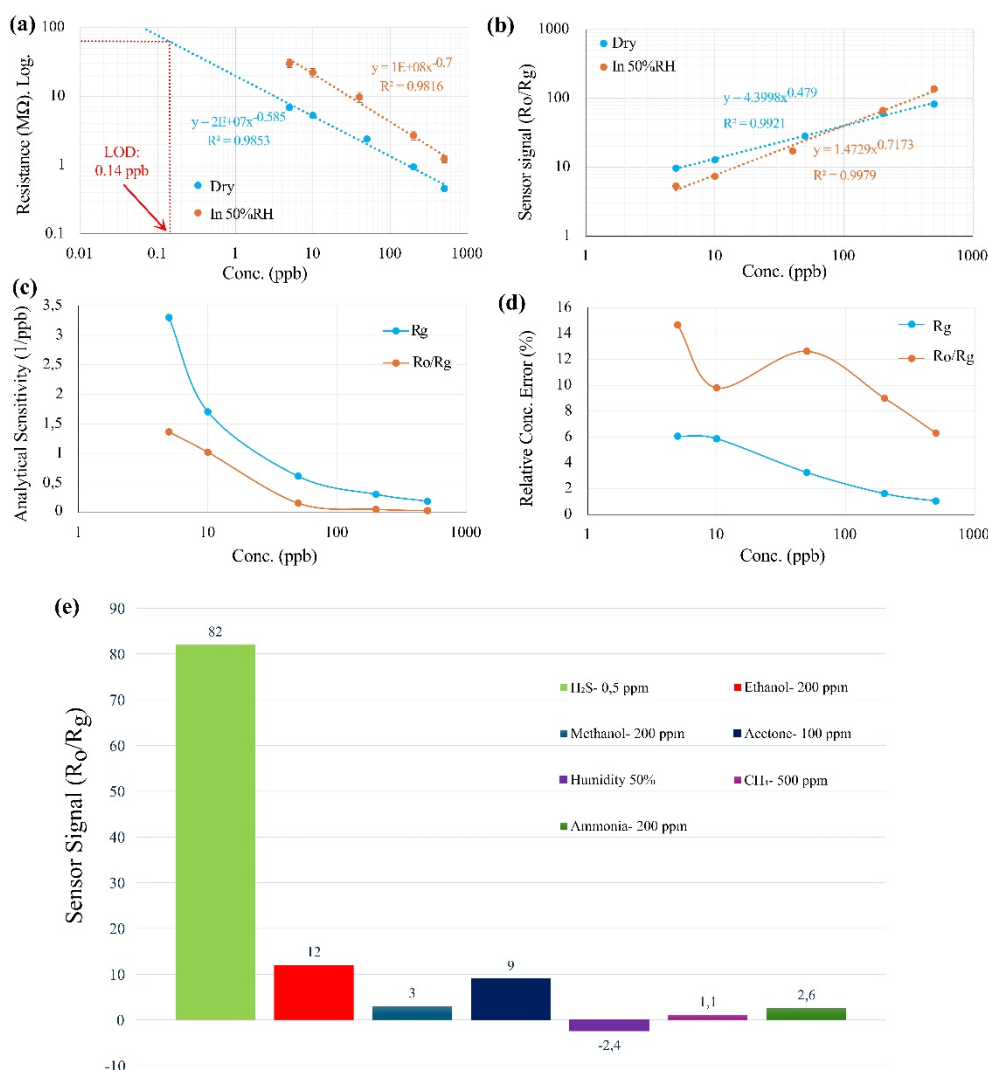 (a)
Resistance (MΩ), Log.
100
10
1
0.1
0.01
0.1
1
10
100
1000
Conc. (ppb)
LOD:
0.14 ppb
y = 2E+07x^-0.585
R² = 0.9853
y = 1E+08x^-0.7
R² = 0.9816
Dry
In 50%RH
(b)
Sensor signal (Ro/Rg)
1000
100
10
1
1
10
100
1000
Conc. (ppb)
Dry
In 50%RH
y = 4.3998x^0.479
R² = 0.9921
y = 1.4729x^0.7173
R² = 0.9979
(c)
Analytical Sensitivity (1/ppb)
3,5
3
2,5
2
1,5
1
0,5
0
1
10
100
1000
Conc. (ppb)
Rg
Ro/Rg
(d)
Relative Conc. Error (%)
16
14
12
10
8
6
4
2
0
1
10
100
1000
Conc. (ppb)
Rg
Ro/Rg
(e)
Sensor Signal (Ro/Rg)
90
80
70
60
50
40
30
20
10
0
-10
82
12
3
9
-2,4
1,1
2,6
H₂S- 0,5 ppm
Ethanol- 200 ppm
Methanol- 200 ppm
Acetone- 100 ppm
Humidity 50%
CH₄- 500 ppm
Ammonia- 200 ppm